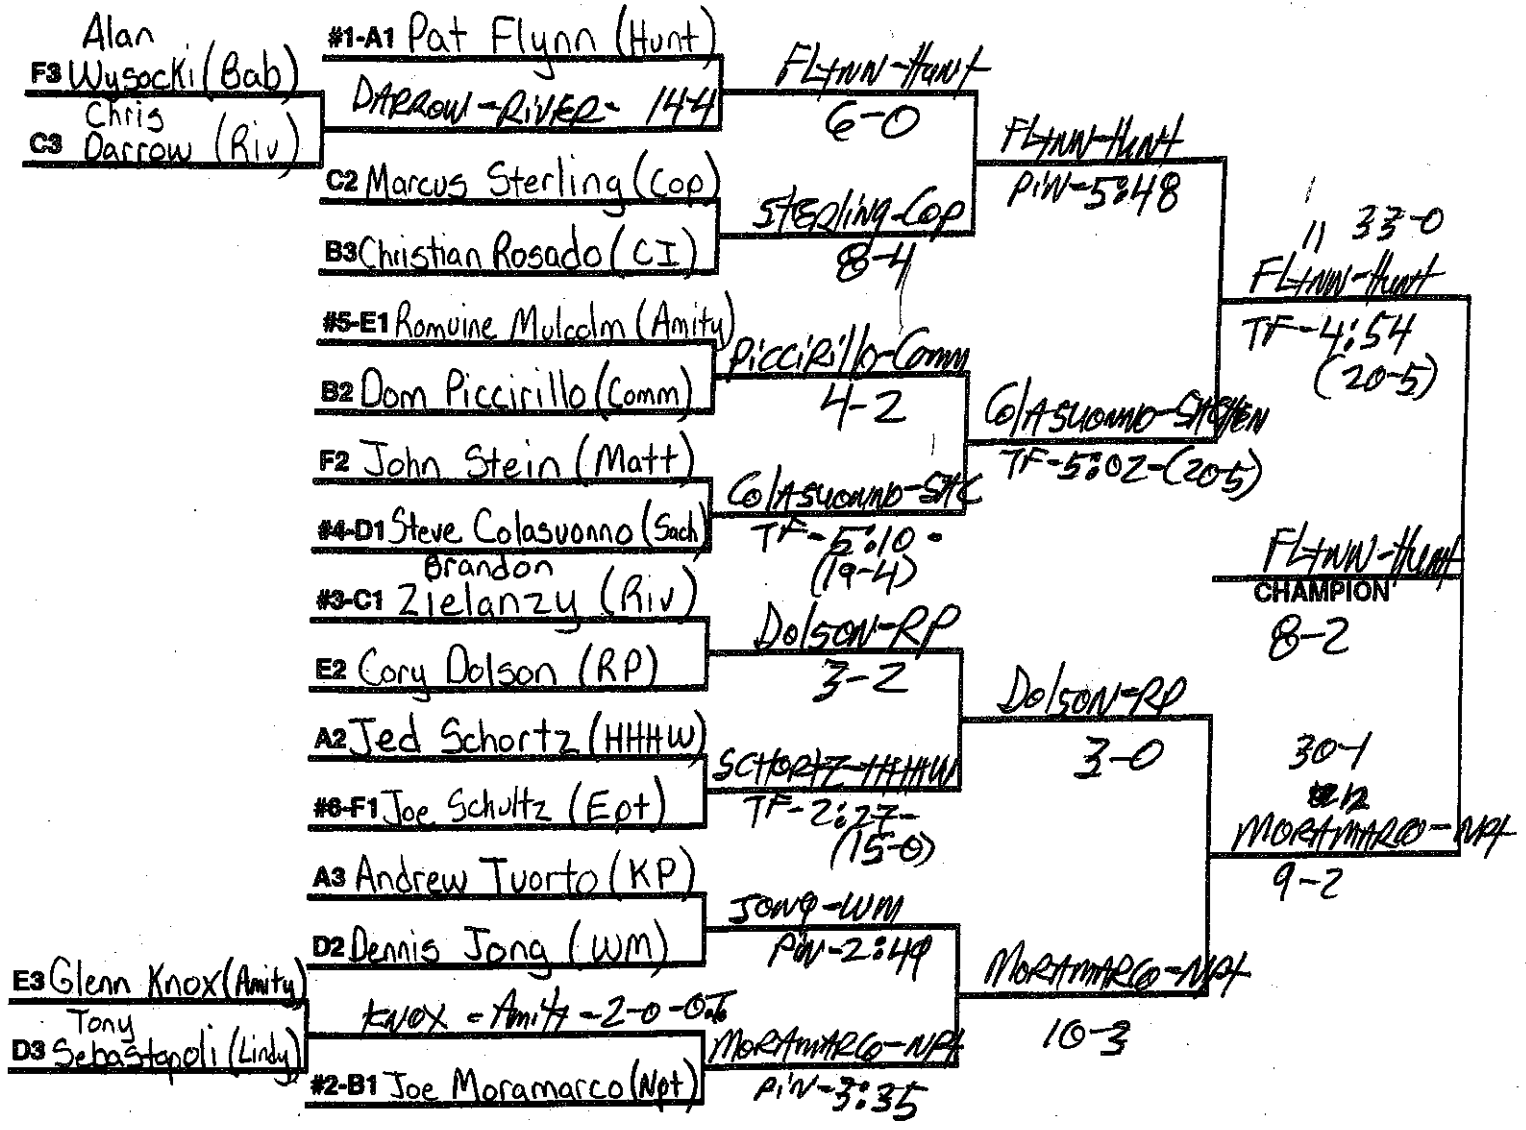 Alan
F3 Wysocki (Bab)
Chris
C3 Darrow (Riv)
#1-A1 Pat Flynn (Hunt)
DARROW - RIVER - 14-4
C2 Marcus Sterling (Cop)
B3 Christian Rosado (CI)
#5-E1 Romuine Mulcolm (Amity)
B2 Dom Piccirillo (Comm)
F2 John Stein (Matt)
#4-D1 Steve Colasuonno (Sach)
Brandon
#3-C1 Zielanzy (Riv)
E2 Cory Dolson (RP)
A2 Jed Schortz (HHHW)
#6-F1 Joe Schultz (Ept)
A3 Andrew Tuorto (KP)
D2 Dennis Jong (WM)
E3 Glenn Knox (Amity)
Tony
D3 Sebastopoli (Lindy)
KNOX - Amity - 2-0-O.T.
#2-B1 Joe Moramarco (Npt)
FLYNN-Hunt
6-0
STERling-Cop
8-4
PicciRillo-Comm
4-2
ColASUONNO-SAC
TF-5:10-
(19-4)
DolSON-RP
3-2
SCHORTZ-HHHW
TF-2:27-
(15-0)
JONg-WM
PiN-2:49
MORAMARCO-NPt
PiN-3:35
FLYNN-Hunt
PiN-5:48
ColASUONNO-SACHEM
TF-5:02-(20-5)
DolSON-RP
3-0
MORAMARCO-NPt
10-3
11 33-0
FLYNN-Hunt
TF-4:54
(20-5)
30-1
12
MORAMARCO-NPt
9-2
FLYNN-Hunt
CHAMPION
8-2